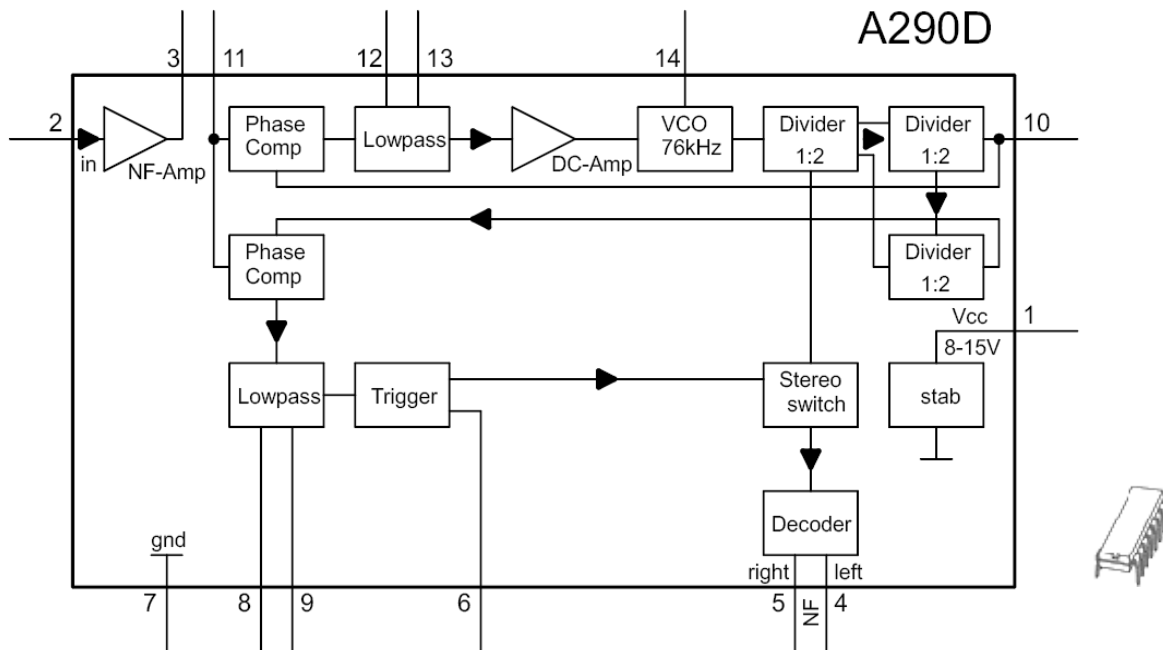 A290D
3
11
12
13
14
2
in
NF-Amp
Phase
Comp
Lowpass
DC-Amp
VCO
76kHz
Divider
1:2
Divider
1:2
10
Phase
Comp
Divider
1:2
Vcc
1
8-15V
Lowpass
Trigger
Stereo
switch
stab
Decoder
gnd
right
left
7
8
9
6
5
NF
4